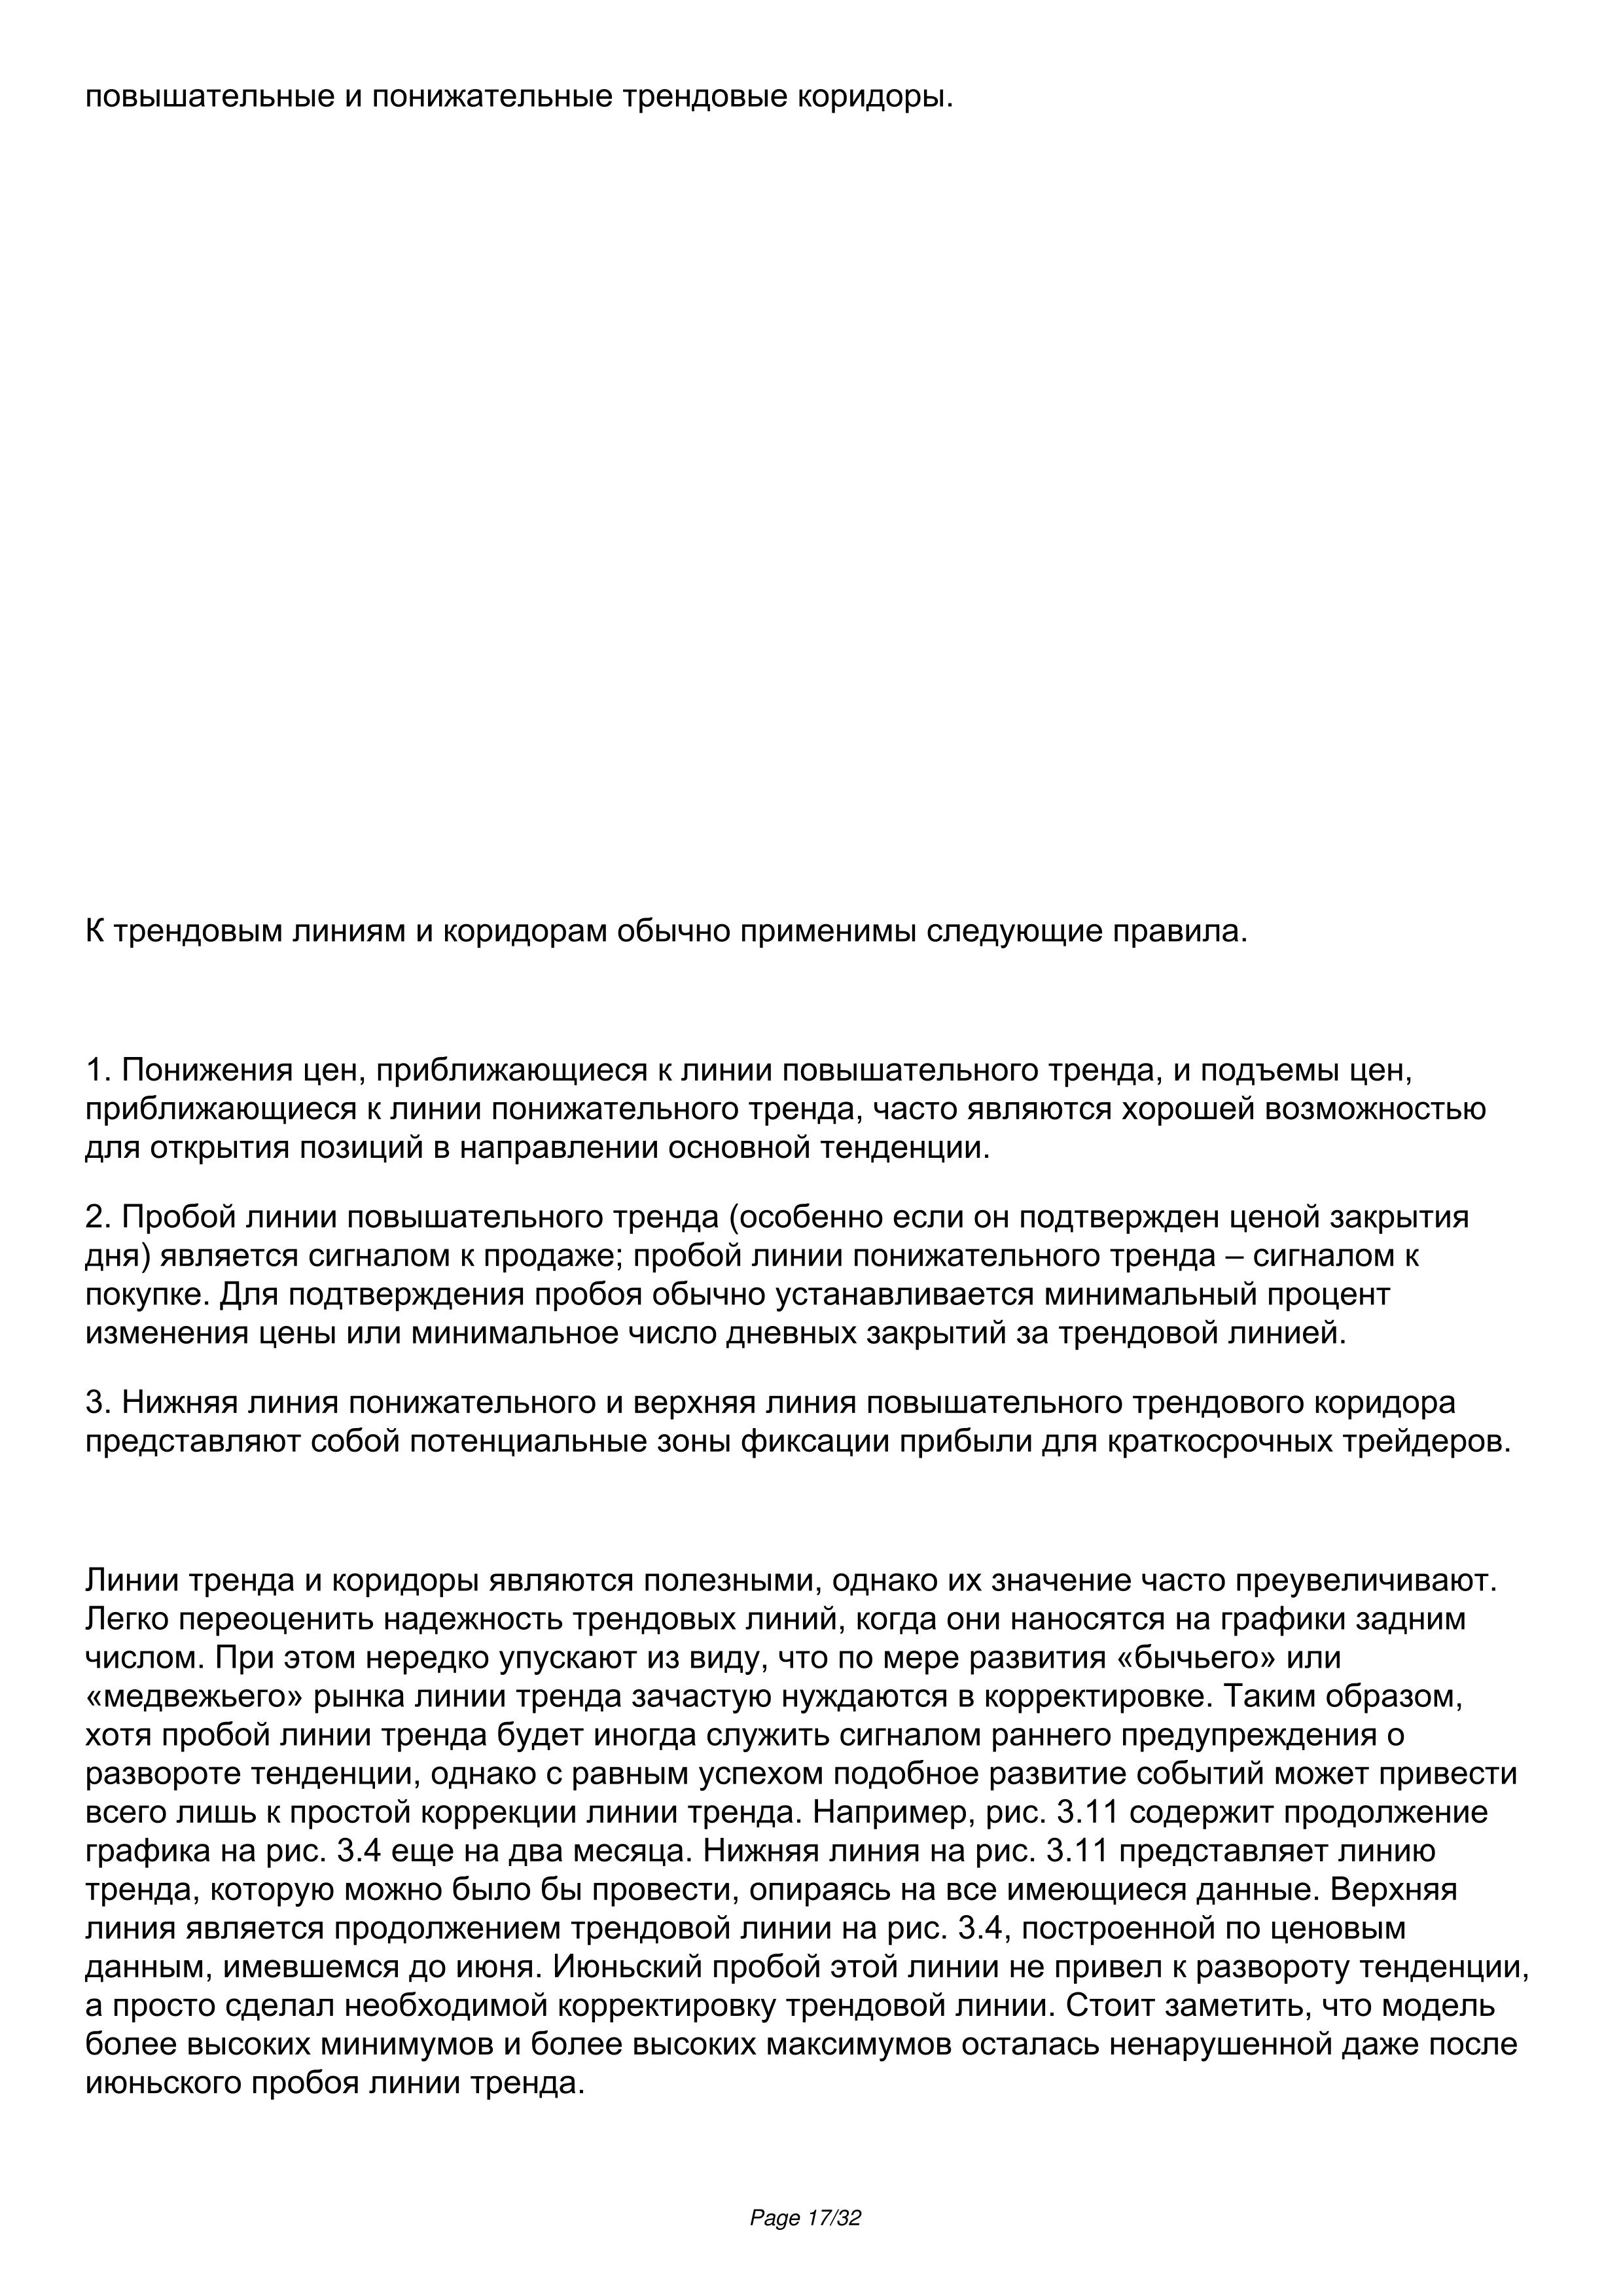 повышательные и понижательные трендовые коридоры.
К трендовым линиям и коридорам обычно применимы следующие правила.
1. Понижения цен, приближающиеся к линии повышательного тренда, и подъемы цен,
приближающиеся к линии понижательного тренда, часто являются хорошей возможностью
для открытия позиций в направлении основной тенденции.
2. Пробой линии повышательного тренда (особенно если он подтвержден ценой закрытия
дня) является сигналом к продаже; пробой линии понижательного тренда – сигналом к
покупке. Для подтверждения пробоя обычно устанавливается минимальный процент
изменения цены или минимальное число дневных закрытий за трендовой линией.
3. Нижняя линия понижательного и верхняя линия повышательного трендового коридора
представляют собой потенциальные зоны фиксации прибыли для краткосрочных трейдеров.
Линии тренда и коридоры являются полезными, однако их значение часто преувеличивают.
Легко переоценить надежность трендовых линий, когда они наносятся на графики задним
числом. При этом нередко упускают из виду, что по мере развития «бычьего» или
«медвежьего» рынка линии тренда зачастую нуждаются в корректировке. Таким образом,
хотя пробой линии тренда будет иногда служить сигналом раннего предупреждения о
развороте тенденции, однако с равным успехом подобное развитие событий может привести
всего лишь к простой коррекции линии тренда. Например, рис. 3.11 содержит продолжение
графика на рис. 3.4 еще на два месяца. Нижняя линия на рис. 3.11 представляет линию
тренда, которую можно было бы провести, опираясь на все имеющиеся данные. Верхняя
линия является продолжением трендовой линии на рис. 3.4, построенной по ценовым
данным, имевшемся до июня. Июньский пробой этой линии не привел к развороту тенденции,
а просто сделал необходимой корректировку трендовой линии. Стоит заметить, что модель
более высоких минимумов и более высоких максимумов осталась ненарушенной даже после
июньского пробоя линии тренда.
Page 17/32